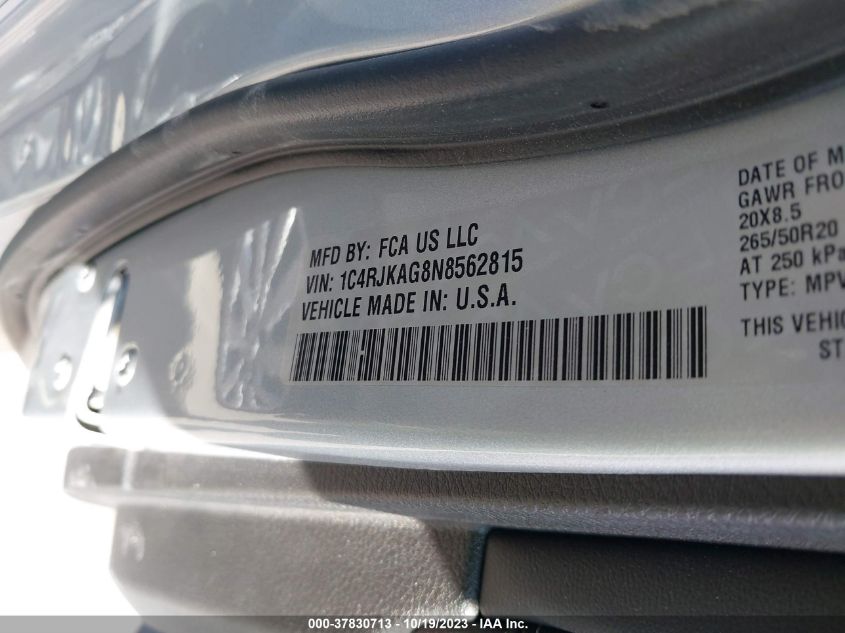 MFD BY: FCA US LLC
VIN: 1C4RJKAG8N8562815
VEHICLE MADE IN: U.S.A.
DATE OF M
GAWR FRO
20X8.5
265/50R20
AT 250 kPa
TYPE: MPV
THIS VEHIC
ST
000-37830713 - 10/19/2023 - IAA Inc.